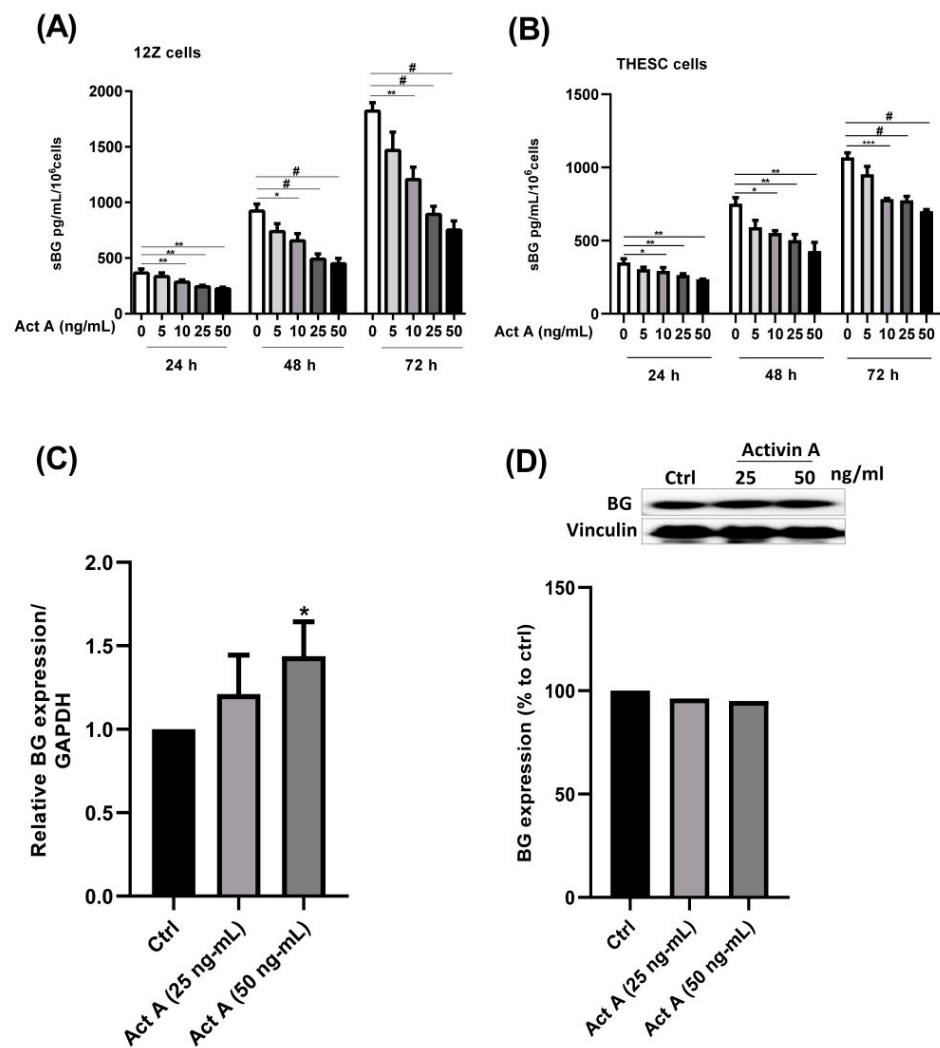 (A)
12Z cells
sBG pg/mL/10⁶cells
2000
1500
1000
500
0
**
**
**
#
#
*
#
#
**
Act A (ng/mL)
0 5 10 25 50 0 5 10 25 50 0 5 10 25 50
24 h 48 h 72 h
(B)
THESC cells
sBG pg/mL/10⁶cells
1500
1000
500
0
**
**
*
**
**
*
#
#
***
Act A (ng/mL)
0 5 10 25 50 0 5 10 25 50 0 5 10 25 50
24 h 48 h 72 h
(C)
Relative BG expression/
GAPDH
2.0
1.5
1.0
0.5
0.0
*
Ctrl
Act A (25 ng-mL)
Act A (50 ng-mL)
(D)
Activin A
Ctrl 25 50 ng/ml
BG
Vinculin
BG expression (% to ctrl)
150
100
50
0
Ctrl
Act A (25 ng-mL)
Act A (50 ng-mL)